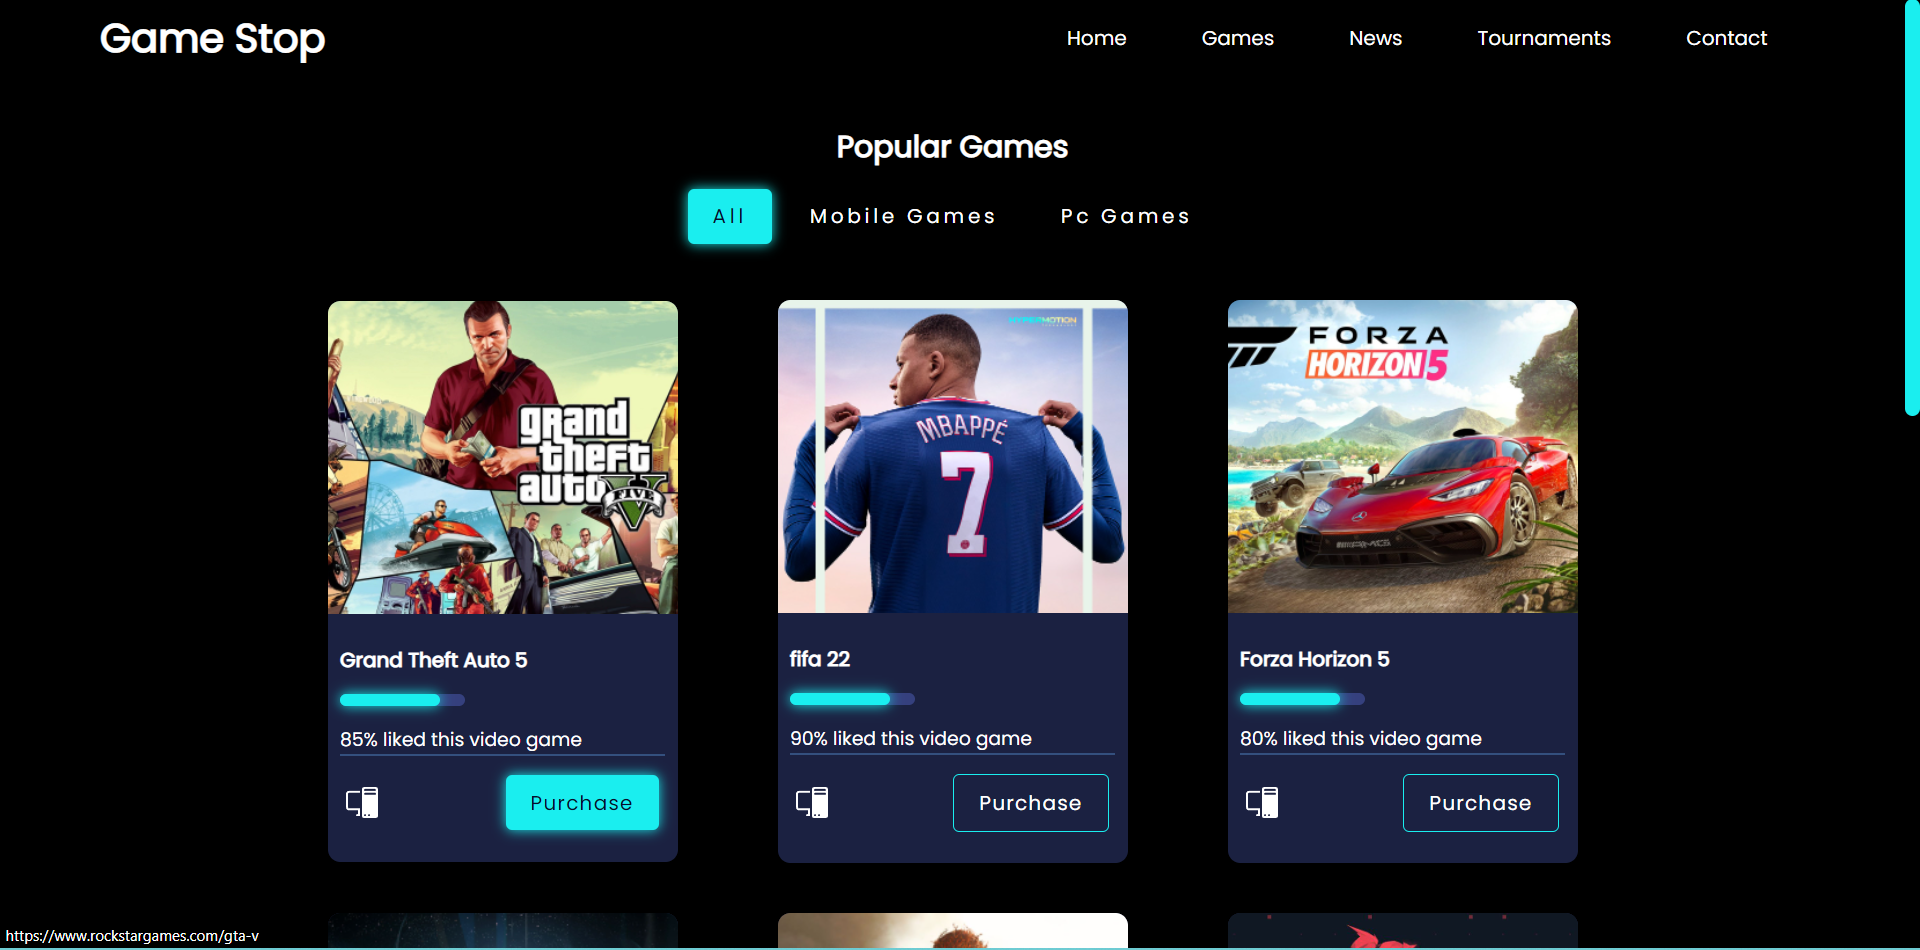 Game Stop
Home
Games
News
Tournaments
Contact
Popular Games
All
Mobile Games
Pc Games
grand
theft
auto
FIVE
V
MOTION
MBAPPÉ
7
FORZA
HORIZON 5
AMG
Grand Theft Auto 5
85% liked this video game
Purchase
fifa 22
90% liked this video game
Purchase
Forza Horizon 5
80% liked this video game
Purchase
https://www.rockstargames.com/gta-v